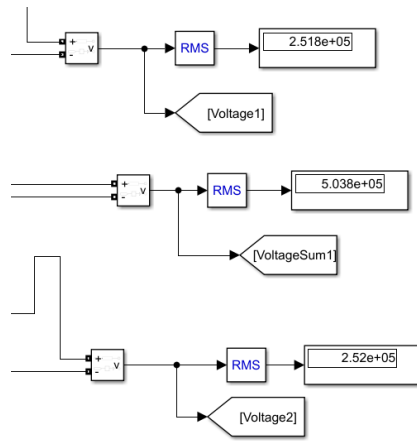 +
-
v
RMS
2.518e+05
[Voltage1]
+
-
v
RMS
5.038e+05
[VoltageSum1]
+
-
v
RMS
2.52e+05
[Voltage2]